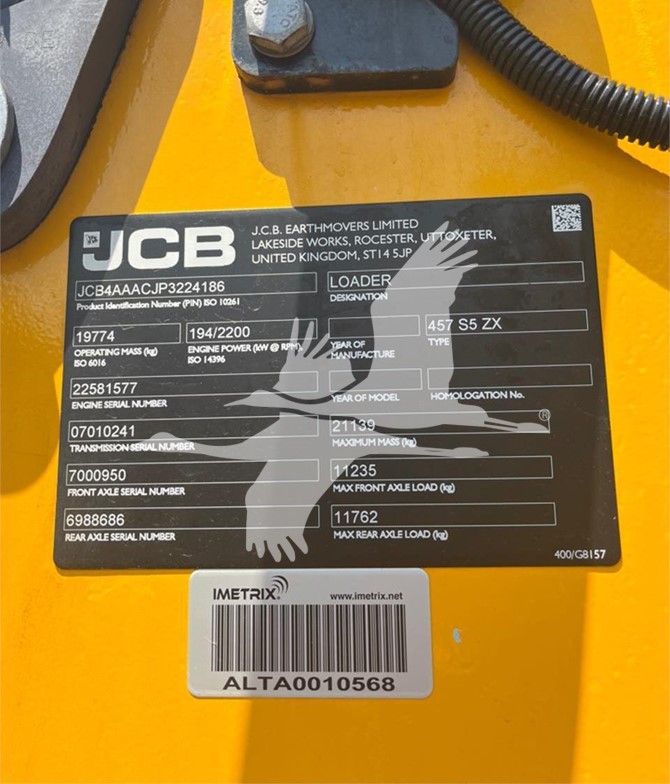 JCB
J.C.B. EARTHMOVERS LIMITED
LAKESIDE WORKS, ROCESTER, UTTOXETER,
UNITED KINGDOM, ST14 5JP
JCB4AAACJP3224186
Product Identification Number (PIN) ISO 10261
LOADER
DESIGNATION
19774
OPERATING MASS (kg)
ISO 6016
194/2200
ENGINE POWER (kW @ RPM)
ISO 14396
YEAR OF
MANUFACTURE
457 S5 ZX
TYPE
22581577
ENGINE SERIAL NUMBER
YEAR OF MODEL
HOMOLOGATION No.
07010241
TRANSMISSION SERIAL NUMBER
21139
MAXIMUM MASS (kg)
®
7000950
FRONT AXLE SERIAL NUMBER
11235
MAX FRONT AXLE LOAD (kg)
6988686
REAR AXLE SERIAL NUMBER
11762
MAX REAR AXLE LOAD (kg)
400/G8157
IMETRIX
www.imetrix.net
ALTA0010568